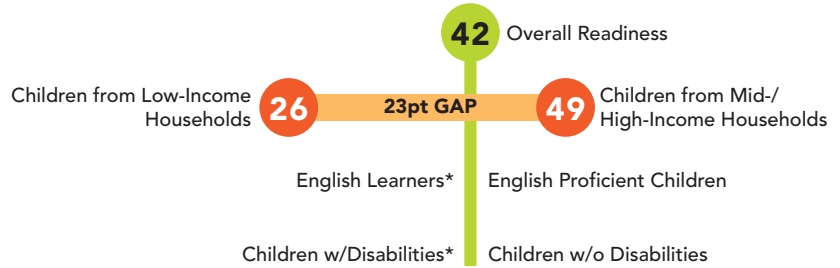 42 Overall Readiness
Children from Low-Income
Households
26
23pt GAP
49
Children from Mid-/
High-Income Households
English Learners*
English Proficient Children
Children w/Disabilities*
Children w/o Disabilities